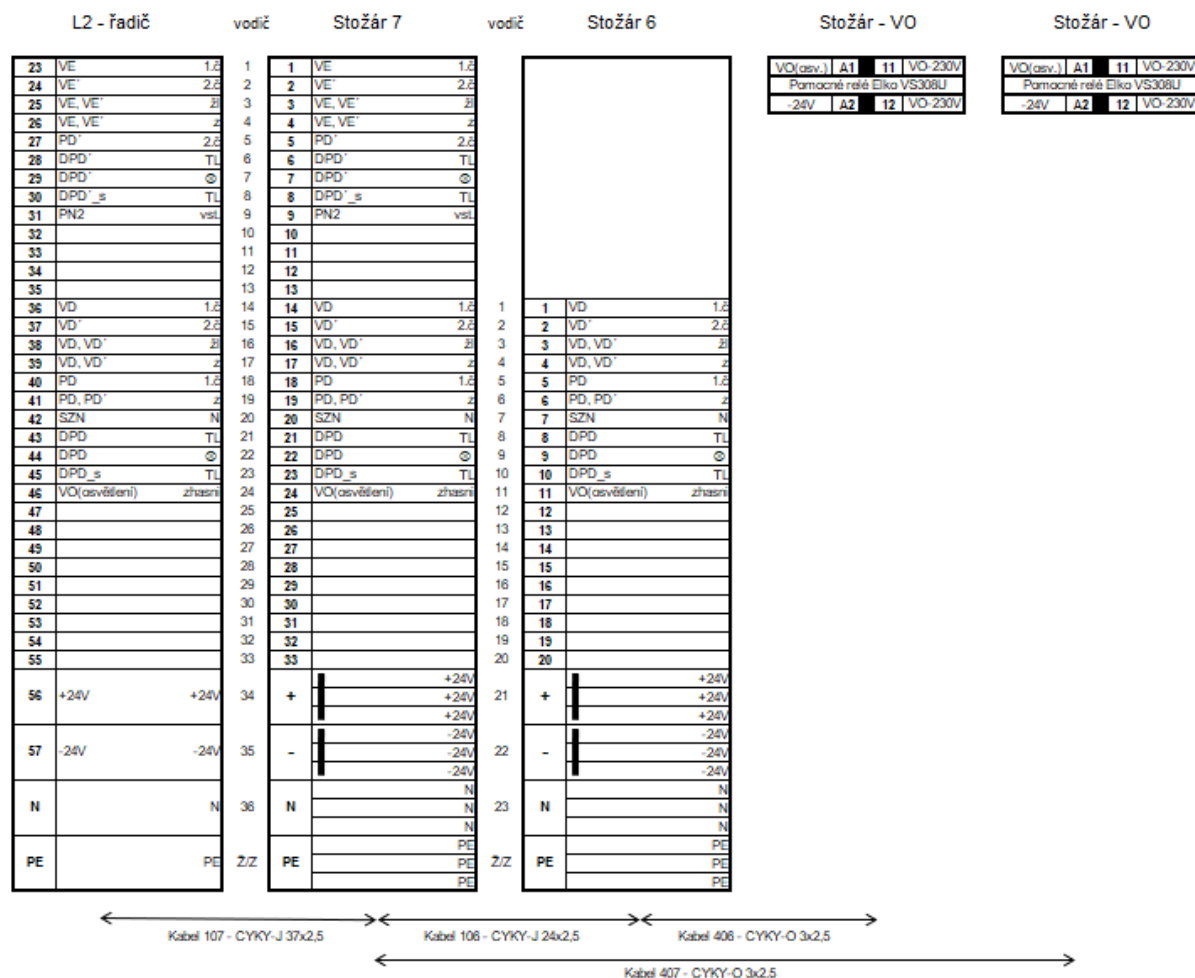 L2 - řadič vodič Stožár 7 vodič Stožár 6 Stožár - VO Stožár - VO
23 VE 1.č 1 1 VE 1.č VO(osv.) A1 11 VO-230V VO(osv.) A1 11 VO-230V
24 VE´ 2.č 2 2 VE´ 2.č Pomocné relé Elko VS308U Pomocné relé Elko VS308U
25 VE, VE´ žl 3 3 VE, VE´ žl -24V A2 12 VO-230V -24V A2 12 VO-230V
26 VE, VE´ z 4 4 VE, VE´ z
27 PD´ 2.č 5 5 PD´ 2.č
28 DPD´ TL 6 6 DPD´ TL
29 DPD´ 7 7 DPD´
30 DPD´_s TL 8 8 DPD´_s TL
31 PN2 vst. 9 9 PN2 vst.
32 10 10
33 11 11
34 12 12
35 13 13
36 VD 1.č 14 14 VD 1.č 1 1 VD 1.č
37 VD´ 2.č 15 15 VD´ 2.č 2 2 VD´ 2.č
38 VD, VD´ žl 16 16 VD, VD´ žl 3 3 VD, VD´ žl
39 VD, VD´ z 17 17 VD, VD´ z 4 4 VD, VD´ z
40 PD 1.č 18 18 PD 1.č 5 5 PD 1.č
41 PD, PD´ z 19 19 PD, PD´ z 6 6 PD, PD´ z
42 SZN N 20 20 SZN N 7 7 SZN N
43 DPD TL 21 21 DPD TL 8 8 DPD TL
44 DPD 22 22 DPD 9 9 DPD
45 DPD_s TL 23 23 DPD_s TL 10 10 DPD_s TL
46 VO(osvětlení) zhasni 24 24 VO(osvětlení) zhasni 11 11 VO(osvětlení) zhasni
47 25 25 12 12
48 26 26 13 13
49 27 27 14 14
50 28 28 15 15
51 29 29 16 16
52 30 30 17 17
53 31 31 18 18
54 32 32 19 19
55 33 33 20 20
+24V +24V
56 +24V +24V 34 + +24V 21 + +24V
+24V +24V
-24V -24V
57 -24V -24V 35 - -24V 22 - -24V
-24V -24V
N N
N N 36 N N 23 N N
N N
PE PE
PE PE Ž/Z PE PE Ž/Z PE PE
PE PE
Kabel 107 - CYKY-J 37x2,5 Kabel 106 - CYKY-J 24x2,5 Kabel 406 - CYKY-O 3x2,5
Kabel 407 - CYKY-O 3x2,5